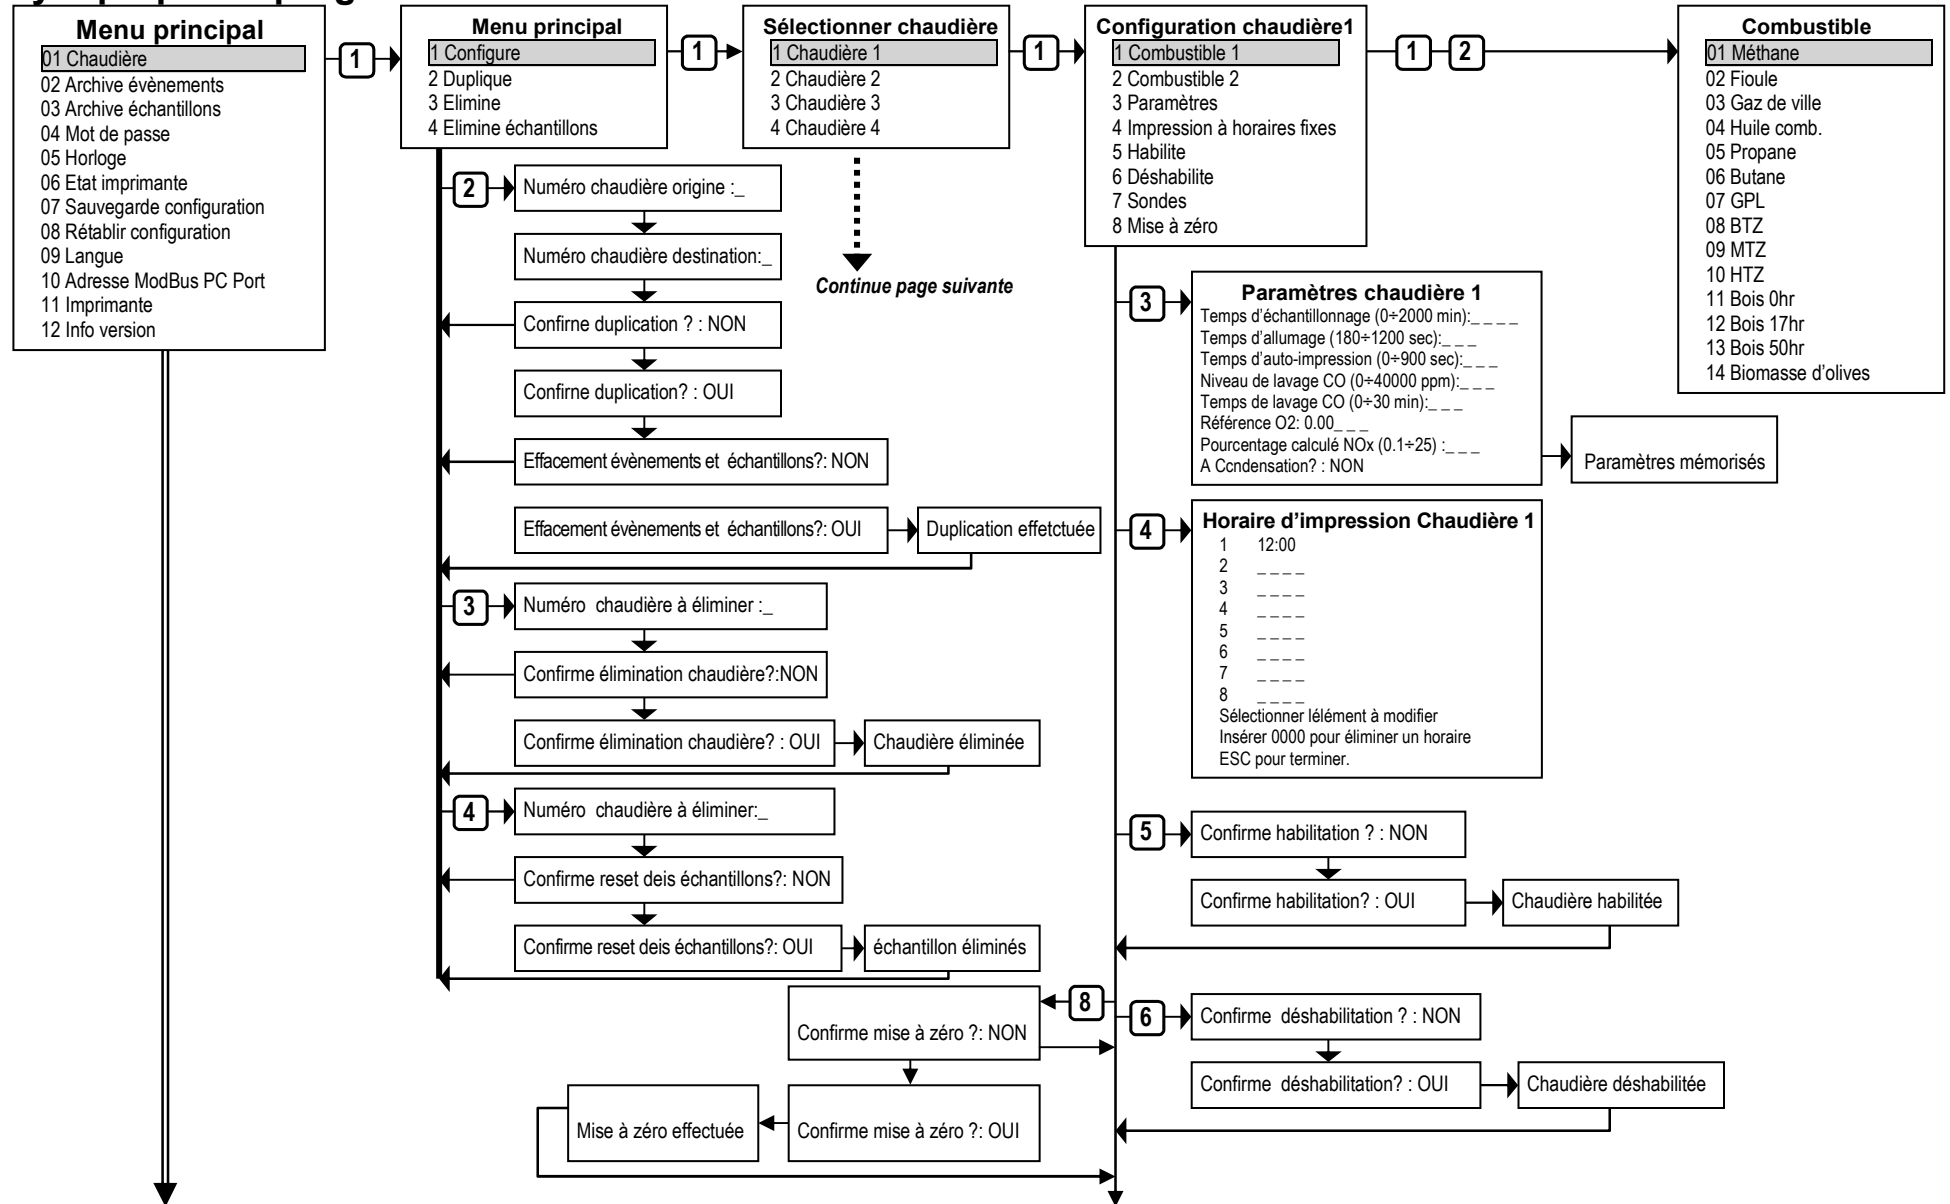 Menu principal
01 Chaudière
02 Archive évènements
03 Archive échantillons
04 Mot de passe
05 Horloge
06 Etat imprimante
07 Sauvegarde configuration
08 Rétablir configuration
09 Langue
10 Adresse ModBus PC Port
11 Imprimante
12 Info version
1
Menu principal
1 Configure
2 Duplique
3 Elimine
4 Elimine échantillons
1
Sélectionner chaudière
1 Chaudière 1
2 Chaudière 2
3 Chaudière 3
4 Chaudière 4
Continue page suivante
1
Configuration chaudière1
1 Combustible 1
2 Combustible 2
3 Paramètres
4 Impression à horaires fixes
5 Habilite
6 Déshabilite
7 Sondes
8 Mise à zéro
1
2
Combustible
01 Méthane
02 Fioule
03 Gaz de ville
04 Huile comb.
05 Propane
06 Butane
07 GPL
08 BTZ
09 MTZ
10 HTZ
11 Bois 0hr
12 Bois 17hr
13 Bois 50hr
14 Biomasse d'olives
2
Numéro chaudière origine :_
Numéro chaudière destination:_
Confirne duplication ? : NON
Confirne duplication? : OUI
Effacement évènements et échantillons?: NON
Effacement évènements et échantillons?: OUI
Duplication effetctuée
3
Numéro chaudière à éliminer :_
Confirme élimination chaudière?:NON
Confirme élimination chaudière? : OUI
Chaudière éliminée
4
Numéro chaudière à éliminer:_
Confirme reset deis échantillons?: NON
Confirme reset deis échantillons?: OUI
échantillon éliminés
3
Paramètres chaudière 1
Temps d'échantillonnage (0÷2000 min):_ _ _ _
Temps d'allumage (180÷1200 sec):_ _ _
Temps d'auto-impression (0÷900 sec):_ _ _
Niveau de lavage CO (0÷40000 ppm):_ _ _
Temps de lavage CO (0÷30 min):_ _ _
Référence O2: 0.00_ _ _
Pourcentage calculé NOx (0.1÷25) :_ _ _
A Ccndensation? : NON
Paramètres mémorisés
4
Horaire d'impression Chaudière 1
1 12:00
2 _ _ _ _
3 _ _ _ _
4 _ _ _ _
5 _ _ _ _
6 _ _ _ _
7 _ _ _ _
8 _ _ _ _
Sélectionner lélément à modifier
Insérer 0000 pour éliminer un horaire
ESC pour terminer.
5
Confirme habilitation ? : NON
Confirme habilitation? : OUI
Chaudière habilitée
6
Confirme déshabilitation ? : NON
Confirme déshabilitation? : OUI
Chaudière déshabilitée
8
Confirme mise à zéro ?: NON
Confirme mise à zéro ?: OUI
Mise à zéro effectuée